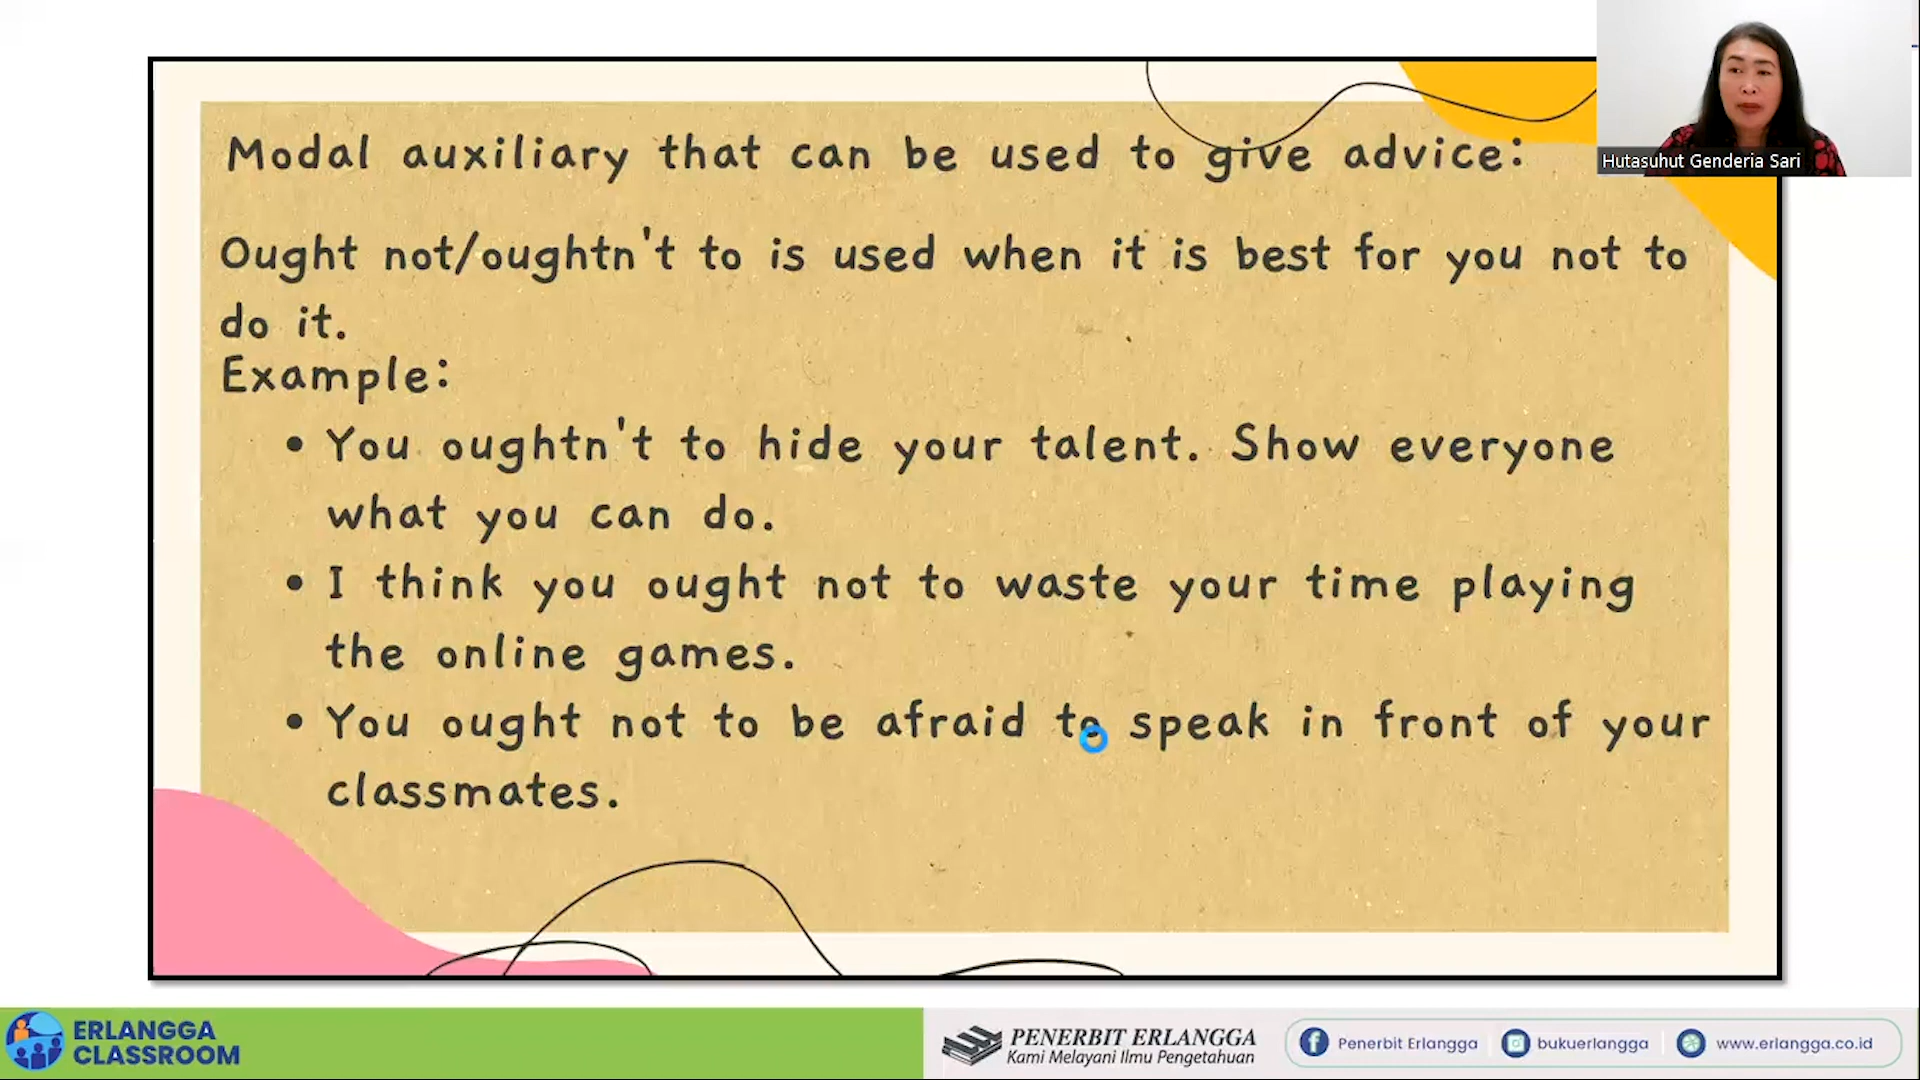 Hutasuhut Genderia Sari
Modal auxiliary that can be used to give advice:
Ought not/oughtn't to is used when it is best for you not to
do it.
Example:
• You oughtn't to hide your talent. Show everyone
what you can do.
• I think you ought not to waste your time playing
the online games.
• You ought not to be afraid to speak in front of your
classmates.
ERLANGGA
CLASSROOM
PENERBIT ERLANGGA
Kami Melayani Ilmu Pengetahuan
Penerbit Erlangga
bukuerlangga
www.erlangga.co.id